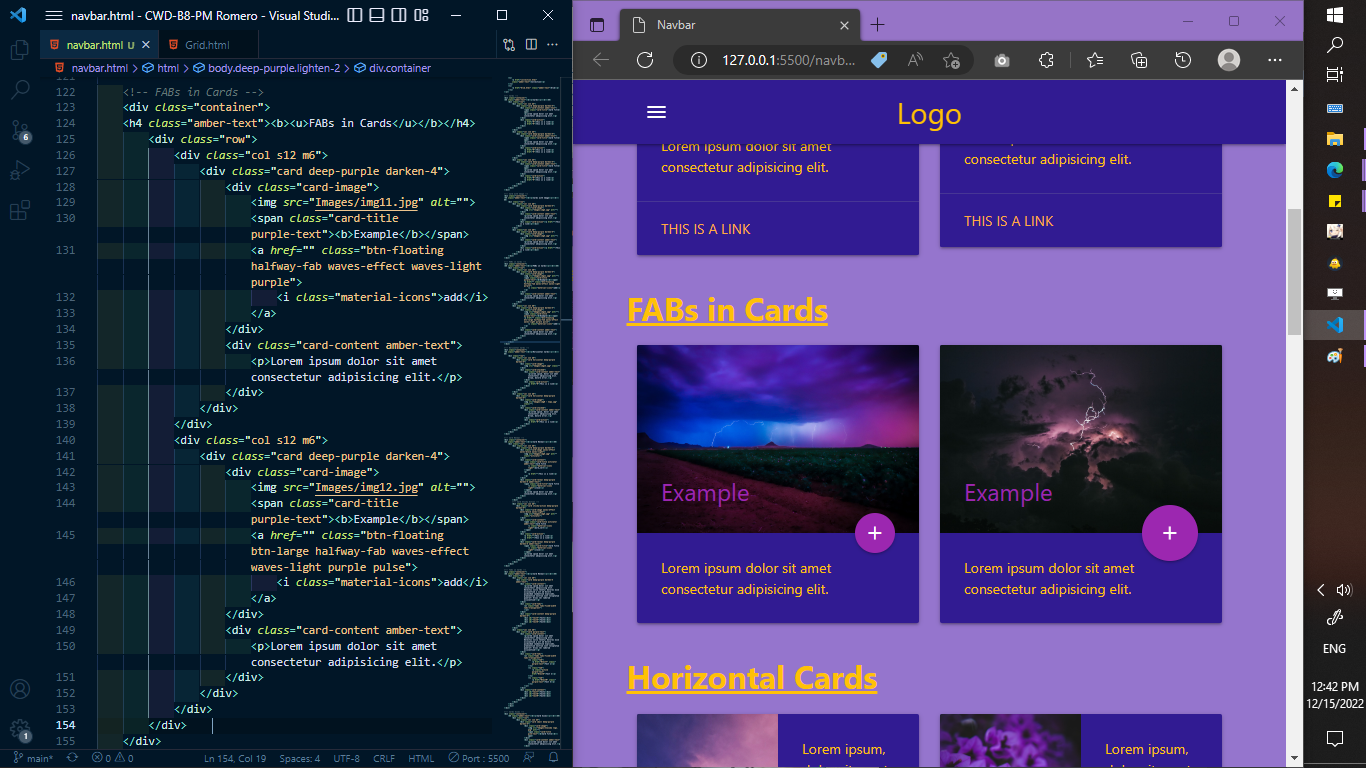 navbar.html - CWD-B8-PM Romero - Visual Studi...
navbar.html U
Grid.html
navbar.html > html > body.deep-purple.lighten-2 > div.container
122 <!-- FABs in Cards -->
123 <div class="container">
124 <h4 class="amber-text"><b><u>FABs in Cards</u></b></h4>
125 <div class="row">
126 <div class="col s12 m6">
127 <div class="card deep-purple darken-4">
128 <div class="card-image">
129 <img src="Images/img11.jpg" alt="">
130 <span class="card-title
purple-text"><b>Example</b></span>
131 <a href="" class="btn-floating
halfway-fab waves-effect waves-light
purple">
132 <i class="material-icons">add</i>
133 </a>
134 </div>
135 <div class="card-content amber-text">
136 <p>Lorem ipsum dolor sit amet
consectetur adipisicing elit.</p>
137 </div>
138 </div>
139 </div>
140 <div class="col s12 m6">
141 <div class="card deep-purple darken-4">
142 <div class="card-image">
143 <img src="Images/img12.jpg" alt="">
144 <span class="card-title
purple-text"><b>Example</b></span>
145 <a href="" class="btn-floating
btn-large halfway-fab waves-effect
waves-light purple pulse">
146 <i class="material-icons">add</i>
147 </a>
148 </div>
149 <div class="card-content amber-text">
150 <p>Lorem ipsum dolor sit amet
consectetur adipisicing elit.</p>
151 </div>
152 </div>
153 </div>
154 </div>
155 </div>
6
1
main*
0 0
Ln 154, Col 19
Spaces: 4
UTF-8
CRLF
HTML
Port : 5500
Navbar
127.0.0.1:5500/navb...
Logo
Lorem ipsum dolor sit amet
consectetur adipisicing elit.
THIS IS A LINK
consectetur adipisicing elit.
THIS IS A LINK
FABs in Cards
Example
Lorem ipsum dolor sit amet
consectetur adipisicing elit.
Example
Lorem ipsum dolor sit amet
consectetur adipisicing elit.
Horizontal Cards
Lorem ipsum,
Lorem ipsum,
ENG
12:42 PM
12/15/2022